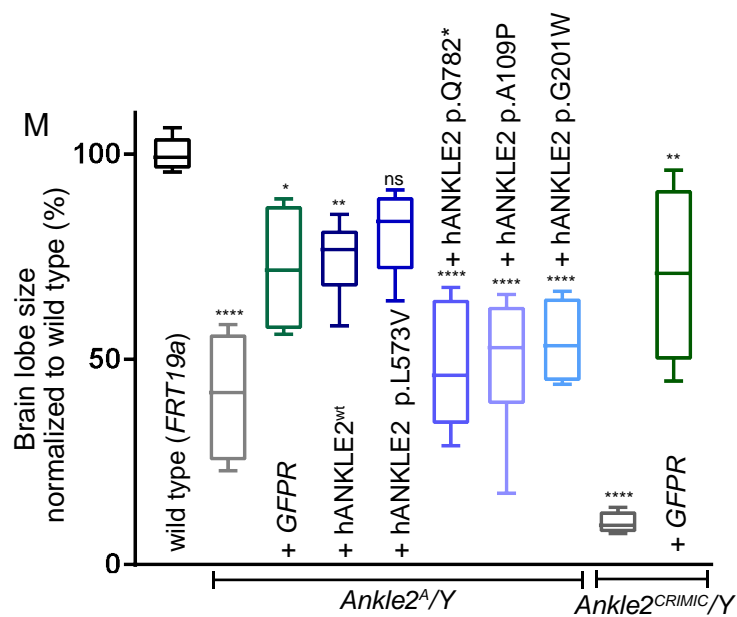 M
Brain lobe size
normalized to wild type (%)
100
50
0
wild type (FRT19a)
****
*
+ GFPR
**
+ hANKLE2wt
ns
+ hANKLE2 p.L573V
****
+ hANKLE2 p.Q782*
****
+ hANKLE2 p.A109P
****
+ hANKLE2 p.G201W
****
**
+ GFPR
Ankle2A/Y
Ankle2CRIMIC/Y